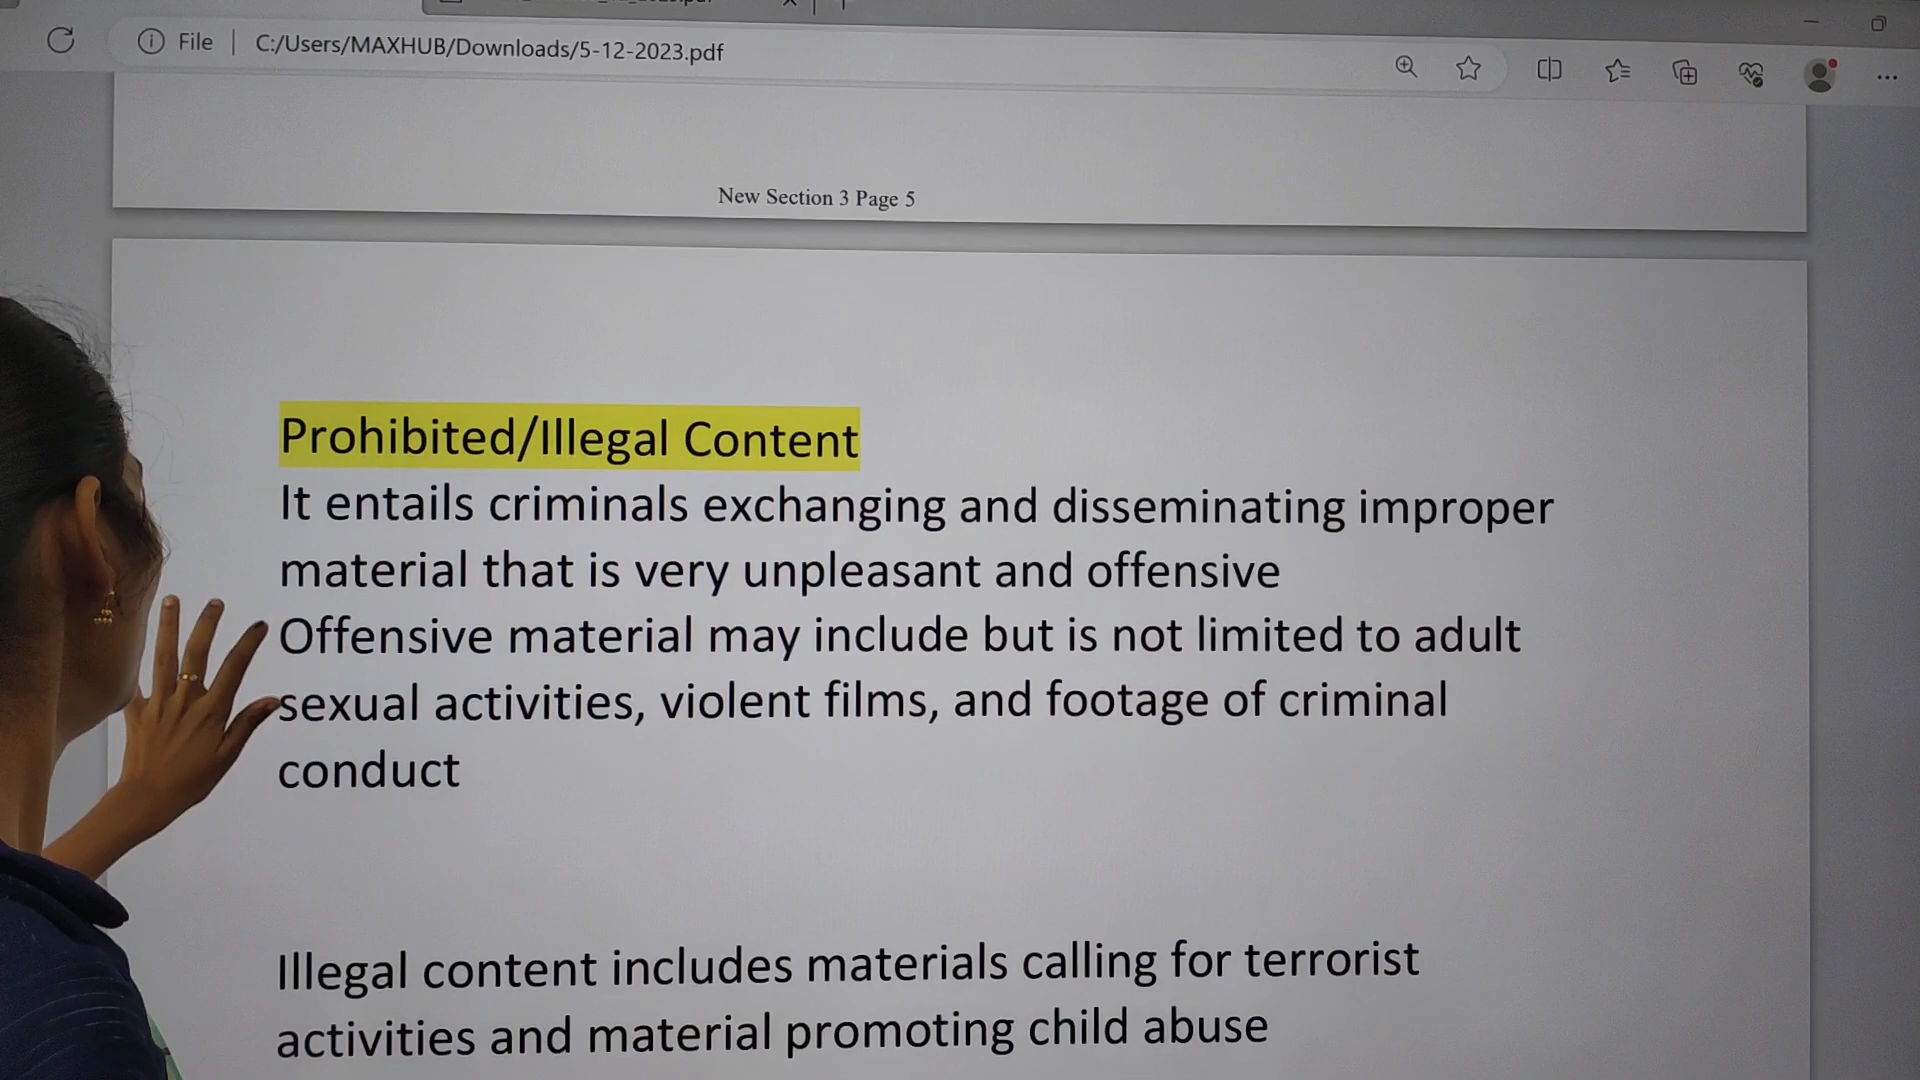 File
C:/Users/MAXHUB/Downloads/5-12-2023.pdf
New Section 3 Page 5
Prohibited/Illegal Content
It entails criminals exchanging and disseminating improper
material that is very unpleasant and offensive
Offensive material may include but is not limited to adult
sexual activities, violent films, and footage of criminal
conduct
Illegal content includes materials calling for terrorist
activities and material promoting child abuse